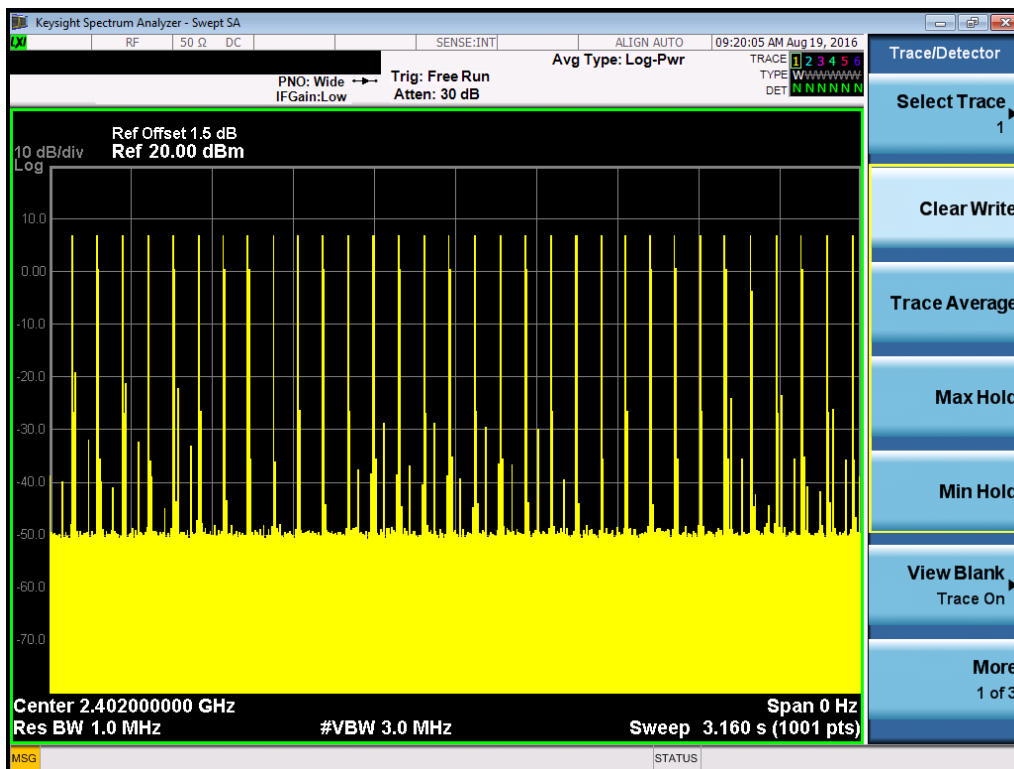 Keysight Spectrum Analyzer - Swept SA
LXI RF 50 Ω DC SENSE:INT ALIGN AUTO 09:20:05 AM Aug 19, 2016
PNO: Wide
IFGain:Low
Trig: Free Run
Atten: 30 dB
Avg Type: Log-Pwr
TRACE 1 2 3 4 5 6
TYPE WWWWWWW
DET N N N N N N
Ref Offset 1.5 dB
10 dB/div Ref 20.00 dBm
Log
10.0
0.00
-10.0
-20.0
-30.0
-40.0
-50.0
-60.0
-70.0
Center 2.402000000 GHz Span 0 Hz
Res BW 1.0 MHz #VBW 3.0 MHz Sweep 3.160 s (1001 pts)
MSG STATUS
Trace/Detector
Select Trace
1
Clear Write
Trace Average
Max Hold
Min Hold
View Blank
Trace On
More
1 of 3